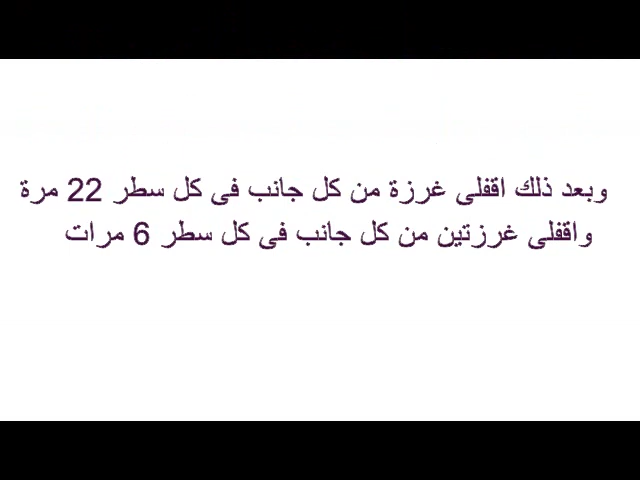 وبعد ذلك اقفلى غرزة من كل جانب فى كل سطر 22 مرة
واقفلى غرزتين من كل جانب فى كل سطر 6 مرات